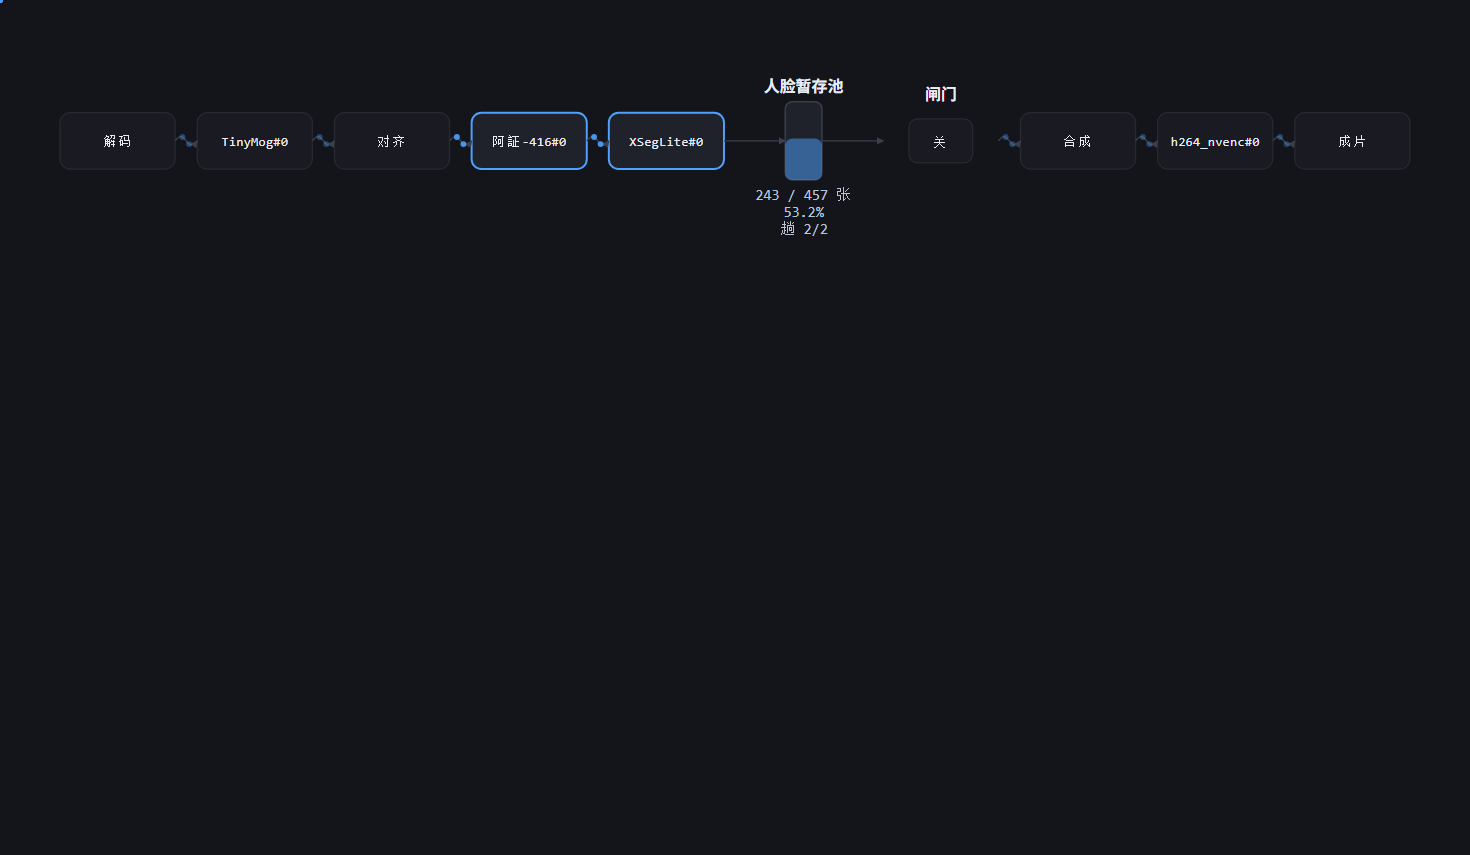 人脸暂存池
闸门
解码
TinyMog#0
对齐
阿証-416#0
XSegLite#0
关
合成
h264_nvenc#0
成片
243 / 457 张
53.2%
趟 2/2